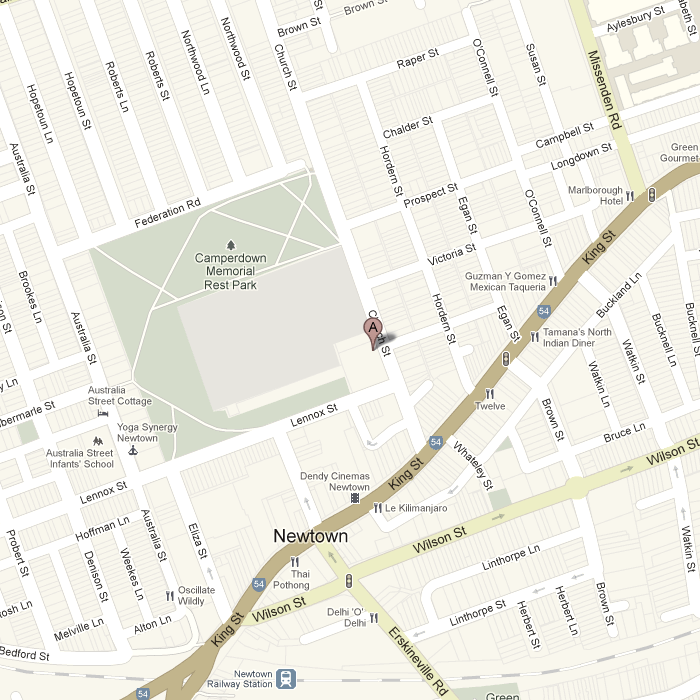 Brown St
Brown St
Aylesbury St
Church St
Northwood St
Northwood Ln
Roberts St
Roberts Ln
Hopetoun St
Hopetoun Ln
Raper St
O'Connell St
Susan St
Missenden Rd
Australia St
Chalder St
Hordern St
Campbell St
Longdown St
Green
Gourmet
Prospect St
Marlborough
Hotel
Egan St
O'Connell St
Federation Rd
King St
Camperdown
Memorial
Rest Park
Victoria St
Guzman Y Gomez
Mexican Taqueria
Buckland Ln
Brookes Ln
Australia St
A
Hordern St
Egan St
54
Tamana's North
Indian Diner
Watkin St
Watkin Ln
Bucknell Ln
Bucknell St
Australia
Street Cottage
Lennox St
Twelve
Brown St
Bruce Ln
Yoga Synergy
Newtown
Australia Street
Infants' School
54
Whateley St
Wilson St
Dendy Cinemas
Newtown
King St
Lennox St
Le Kilimanjaro
Hoffman Ln
Australia St
Eliza St
Newtown
Wilson St
Watkin St
Probert St
Denison St
Weekes Ln
Thai
Pothong
Linthorpe Ln
54
Oscillate
Wildly
Wilson St
Delhi 'O'
Delhi
Linthorpe St
Herbert St
Herbert Ln
Brown St
Melville Ln
Alton Ln
King St
Erskineville Rd
Bedford St
Newtown
Railway Station
54
Green